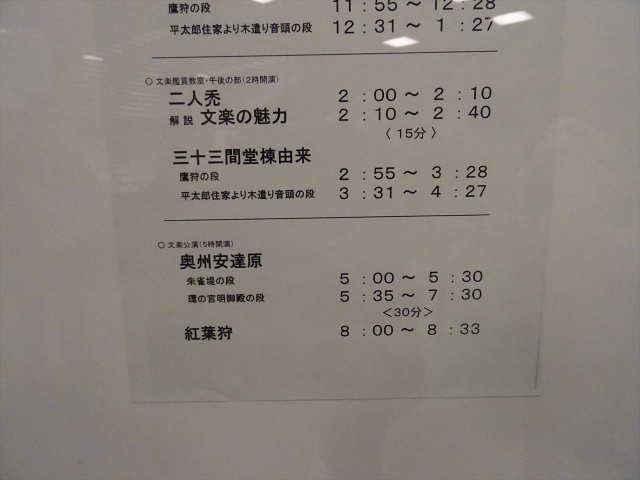 鷹狩の段 11：55～12：28
平太郎住家より木遣り音頭の段 12：31～ 1：27
○ 文楽鑑賞教室・午後の部(2時開演)
二人禿 2：00～ 2：10
解説 文楽の魅力 2：10～ 2：40
〈 15分 〉
三十三間堂棟由来
鷹狩の段 2：55～ 3：28
平太郎住家より木遣り音頭の段 3：31～ 4：27
○ 文楽公演(5時開演)
奥州安達原
朱雀堤の段 5：00～ 5：30
環の宮明御殿の段 5：35～ 7：30
＜30分＞
紅葉狩 8：00～ 8：33